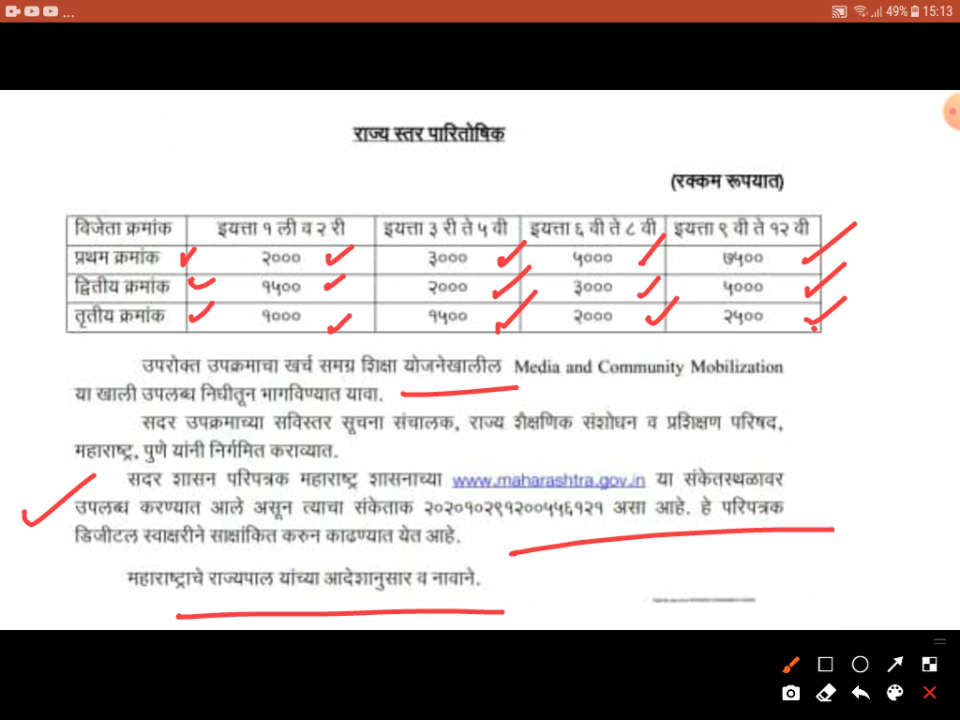 ... 49% 15:13
राज्य स्तर पारितोषिक
(रक्कम रूपयात)
विजेता क्रमांक इयत्ता १ ली व २ री इयत्ता ३ री ते ५ वी इयत्ता ६ वी ते ८ वी इयत्ता ९ वी ते १२ वी
प्रथम क्रमांक २००० ३००० ५००० ७५००
द्वितीय क्रमांक १५०० २००० ३००० ५०००
तृतीय क्रमांक १००० १५०० २००० २५००
उपरोक्त उपक्रमाचा खर्च समग्र शिक्षा योजनेखालील Media and Community Mobilization
या खाली उपलब्ध निधीतून भागविण्यात यावा.
सदर उपक्रमाच्या सविस्तर सूचना संचालक, राज्य शैक्षणिक संशोधन व प्रशिक्षण परिषद,
महाराष्ट्र, पुणे यांनी निर्गमित कराव्यात.
सदर शासन परिपत्रक महाराष्ट्र शासनाच्या www.maharashtra.gov.in या संकेतस्थळावर
उपलब्ध करण्यात आले असून त्याचा संकेताक २०२०१०२९१२००५५६१२१ असा आहे. हे परिपत्रक
डिजीटल स्वाक्षरीने साक्षांकित करुन काढण्यात येत आहे.
महाराष्ट्राचे राज्यपाल यांच्या आदेशानुसार व नावाने.